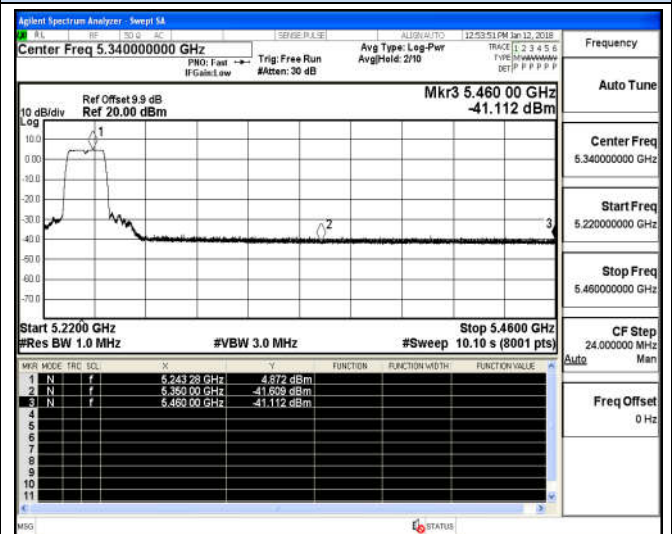 Agilent Spectrum Analyzer - Swept SA
RL RF 50 Ω AC SENSE:PULSE ALIGN AUTO 12:53:51 PM Jan 12, 2018
Center Freq 5.340000000 GHz
PNO: Fast
IFGain:Low
Trig: Free Run
#Atten: 30 dB
Avg Type: Log-Pwr
Avg|Hold: 2/10
TRACE 1 2 3 4 5 6
TYPE
DET P P P P P P
Frequency
Auto Tune
Center Freq
5.340000000 GHz
Start Freq
5.220000000 GHz
Stop Freq
5.460000000 GHz
CF Step
24.000000 MHz
Auto Man
Freq Offset
0 Hz
Mkr3 5.460 00 GHz
-41.112 dBm
Ref Offset 9.9 dB
10 dB/div Ref 20.00 dBm
Log
10.0
0.00
-10.0
-20.0
-30.0
-40.0
-50.0
-60.0
-70.0
1
2
3
Start 5.2200 GHz Stop 5.4600 GHz
#Res BW 1.0 MHz #VBW 3.0 MHz #Sweep 10.10 s (8001 pts)
MKR MODE TRC SCL X Y FUNCTION FUNCTION WIDTH FUNCTION VALUE
1 N f 5.243 28 GHz 4.872 dBm
2 N f 5.350 00 GHz -41.609 dBm
3 N f 5.460 00 GHz -41.112 dBm
4
5
6
7
8
9
10
11
MSG STATUS